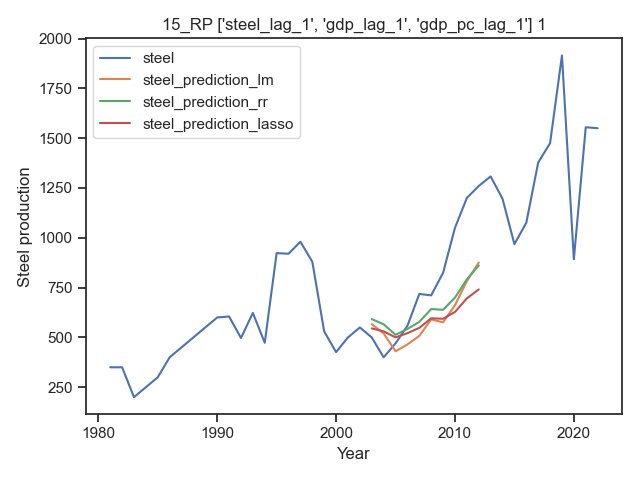 15_RP ['steel_lag_1', 'gdp_lag_1', 'gdp_pc_lag_1'] 1
steel
steel_prediction_lm
steel_prediction_rr
steel_prediction_lasso
Steel production
2000
1750
1500
1250
1000
750
500
250
1980
1990
2000
2010
2020
Year